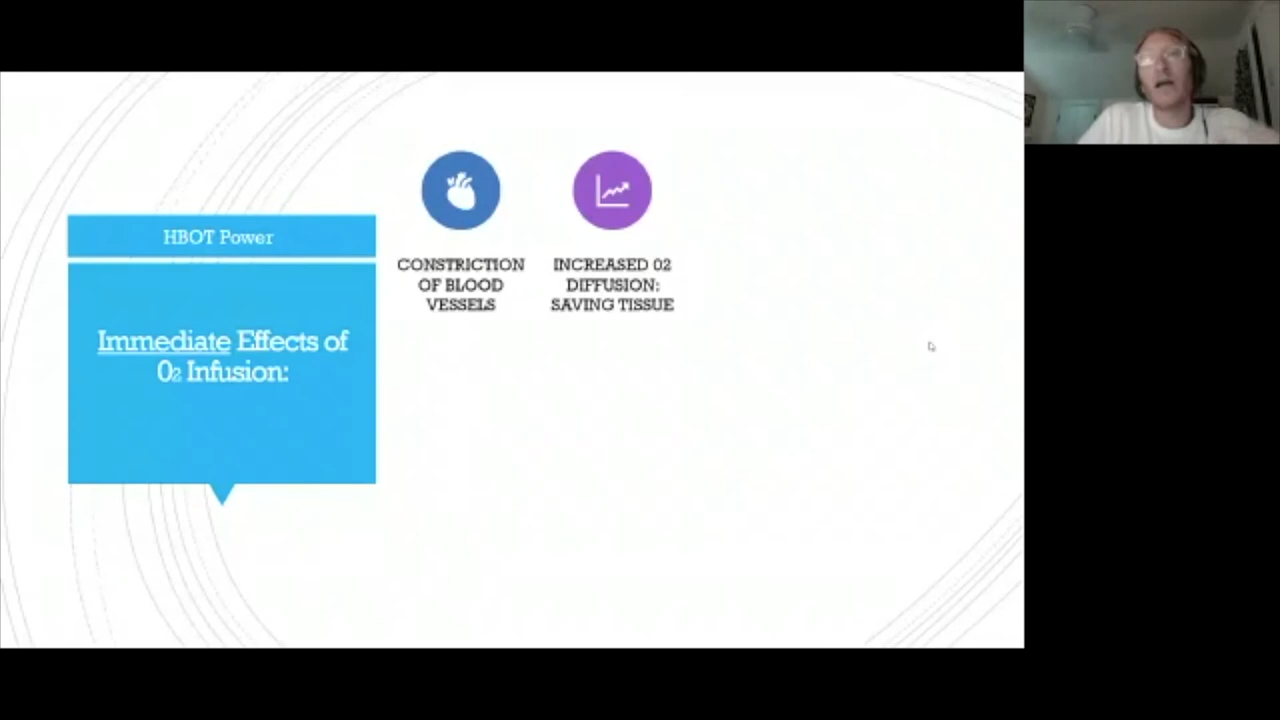 HBOT Power
Immediate Effects of
02 Infusion:
CONSTRICTION
OF BLOOD
VESSELS
INCREASED 02
DIFFUSION:
SAVING TISSUE